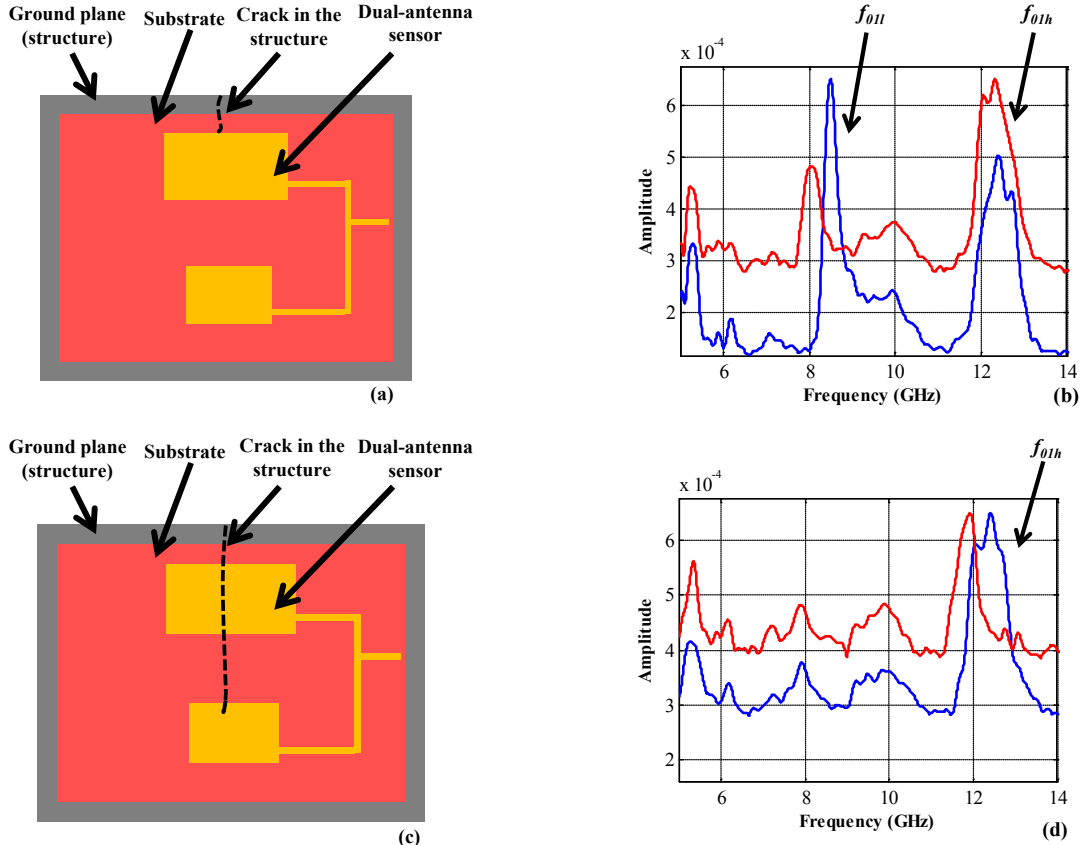 Ground plane
(structure)
Substrate
Crack in the
structure
Dual-antenna
sensor
(a)
f01l
f01h
x 10-4
6
5
4
3
2
Amplitude
6 8 10 12 14
Frequency (GHz)
(b)
Ground plane
(structure)
Substrate
Crack in the
structure
Dual-antenna
sensor
(c)
f01h
x 10-4
6
5
4
3
2
Amplitude
6 8 10 12 14
Frequency (GHz)
(d)